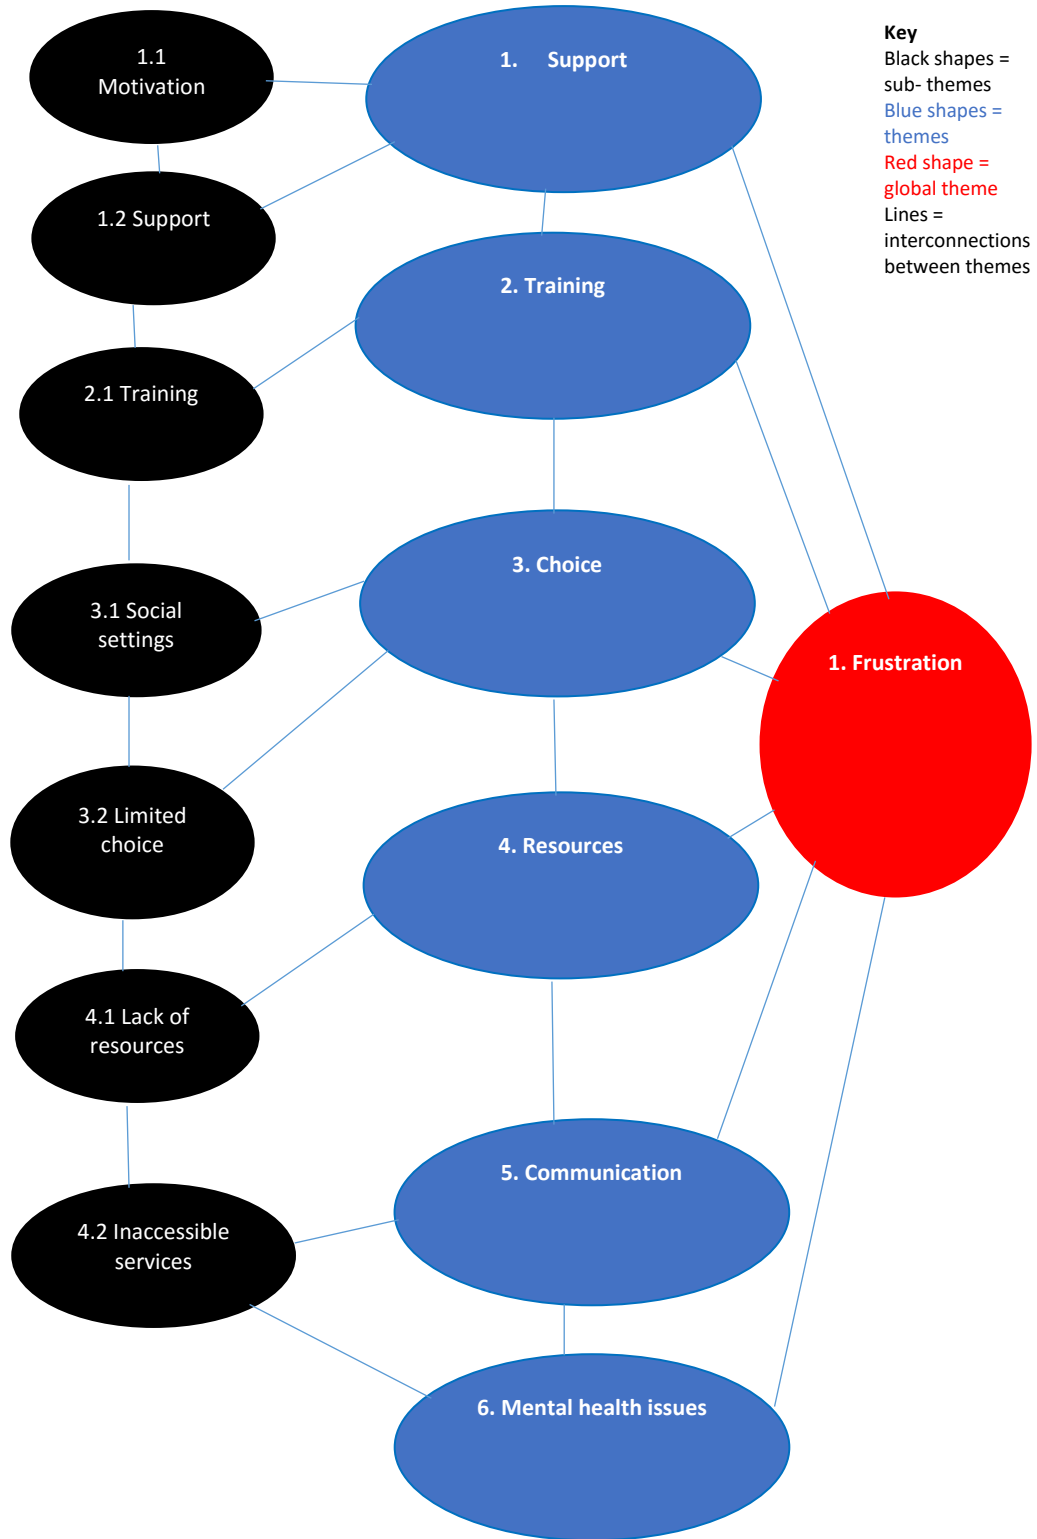 1.1
Motivation
1. Support
Key
Black shapes =
sub- themes
Blue shapes =
themes
Red shape =
global theme
Lines =
interconnections
between themes
1.2 Support
2. Training
2.1 Training
3. Choice
3.1 Social
settings
1. Frustration
3.2 Limited
choice
4. Resources
4.1 Lack of
resources
5. Communication
4.2 Inaccessible
services
6. Mental health issues